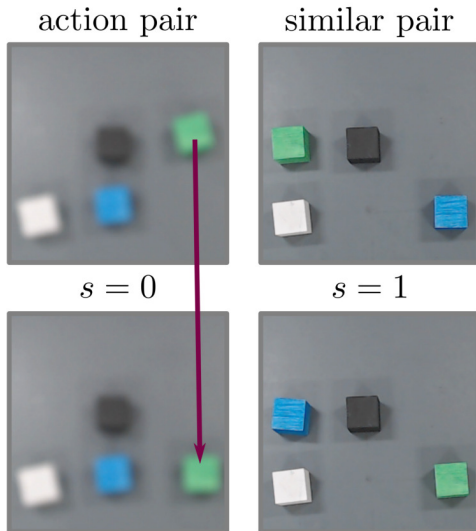 action pair
similar pair
s = 0
s = 1